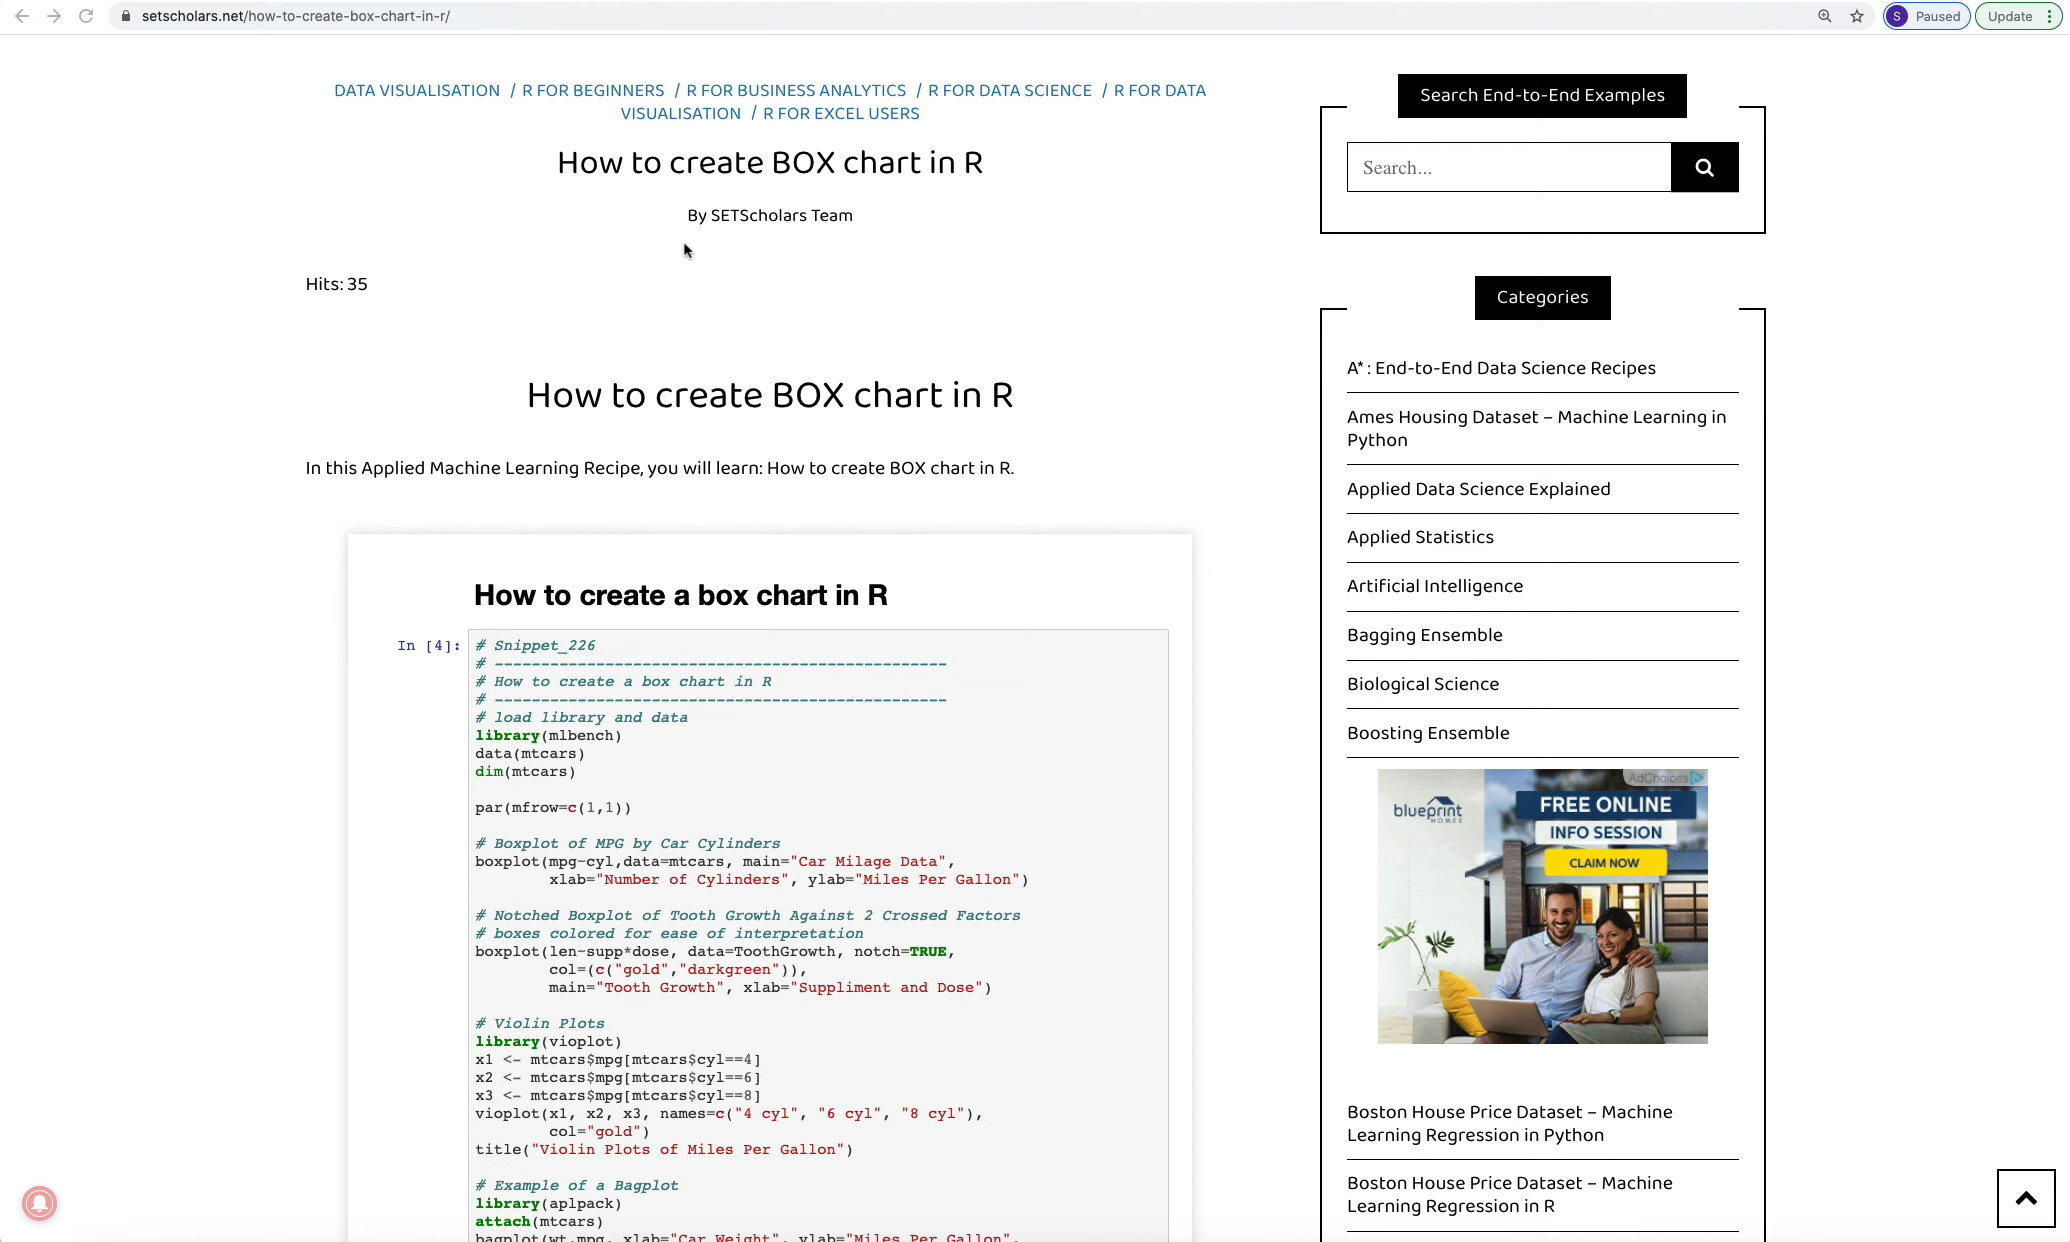 setscholars.net/how-to-create-box-chart-in-r/
S Paused
Update
DATA VISUALISATION / R FOR BEGINNERS / R FOR BUSINESS ANALYTICS / R FOR DATA SCIENCE / R FOR DATA
VISUALISATION / R FOR EXCEL USERS
How to create BOX chart in R
By SETScholars Team
Hits: 35
How to create BOX chart in R
In this Applied Machine Learning Recipe, you will learn: How to create BOX chart in R.
How to create a box chart in R
In [4]:
# Snippet_226
# -------------------------------------------------
# How to create a box chart in R
# -------------------------------------------------
# load library and data
library(mlbench)
data(mtcars)
dim(mtcars)
par(mfrow=c(1,1))
# Boxplot of MPG by Car Cylinders
boxplot(mpg~cyl,data=mtcars, main="Car Milage Data",
xlab="Number of Cylinders", ylab="Miles Per Gallon")
# Notched Boxplot of Tooth Growth Against 2 Crossed Factors
# boxes colored for ease of interpretation
boxplot(len~supp*dose, data=ToothGrowth, notch=TRUE,
col=(c("gold","darkgreen")),
main="Tooth Growth", xlab="Suppliment and Dose")
# Violin Plots
library(vioplot)
x1 <- mtcars$mpg[mtcars$cyl==4]
x2 <- mtcars$mpg[mtcars$cyl==6]
x3 <- mtcars$mpg[mtcars$cyl==8]
vioplot(x1, x2, x3, names=c("4 cyl", "6 cyl", "8 cyl"),
col="gold")
title("Violin Plots of Miles Per Gallon")
# Example of a Bagplot
library(aplpack)
attach(mtcars)
bagplot(wt,mpg, xlab="Car Weight", ylab="Miles Per Gallon",
Search End-to-End Examples
Search...
Categories
A* : End-to-End Data Science Recipes
Ames Housing Dataset – Machine Learning in
Python
Applied Data Science Explained
Applied Statistics
Artificial Intelligence
Bagging Ensemble
Biological Science
Boosting Ensemble
AdChoices
blueprint
HOMES
FREE ONLINE
INFO SESSION
CLAIM NOW
Boston House Price Dataset – Machine
Learning Regression in Python
Boston House Price Dataset – Machine
Learning Regression in R